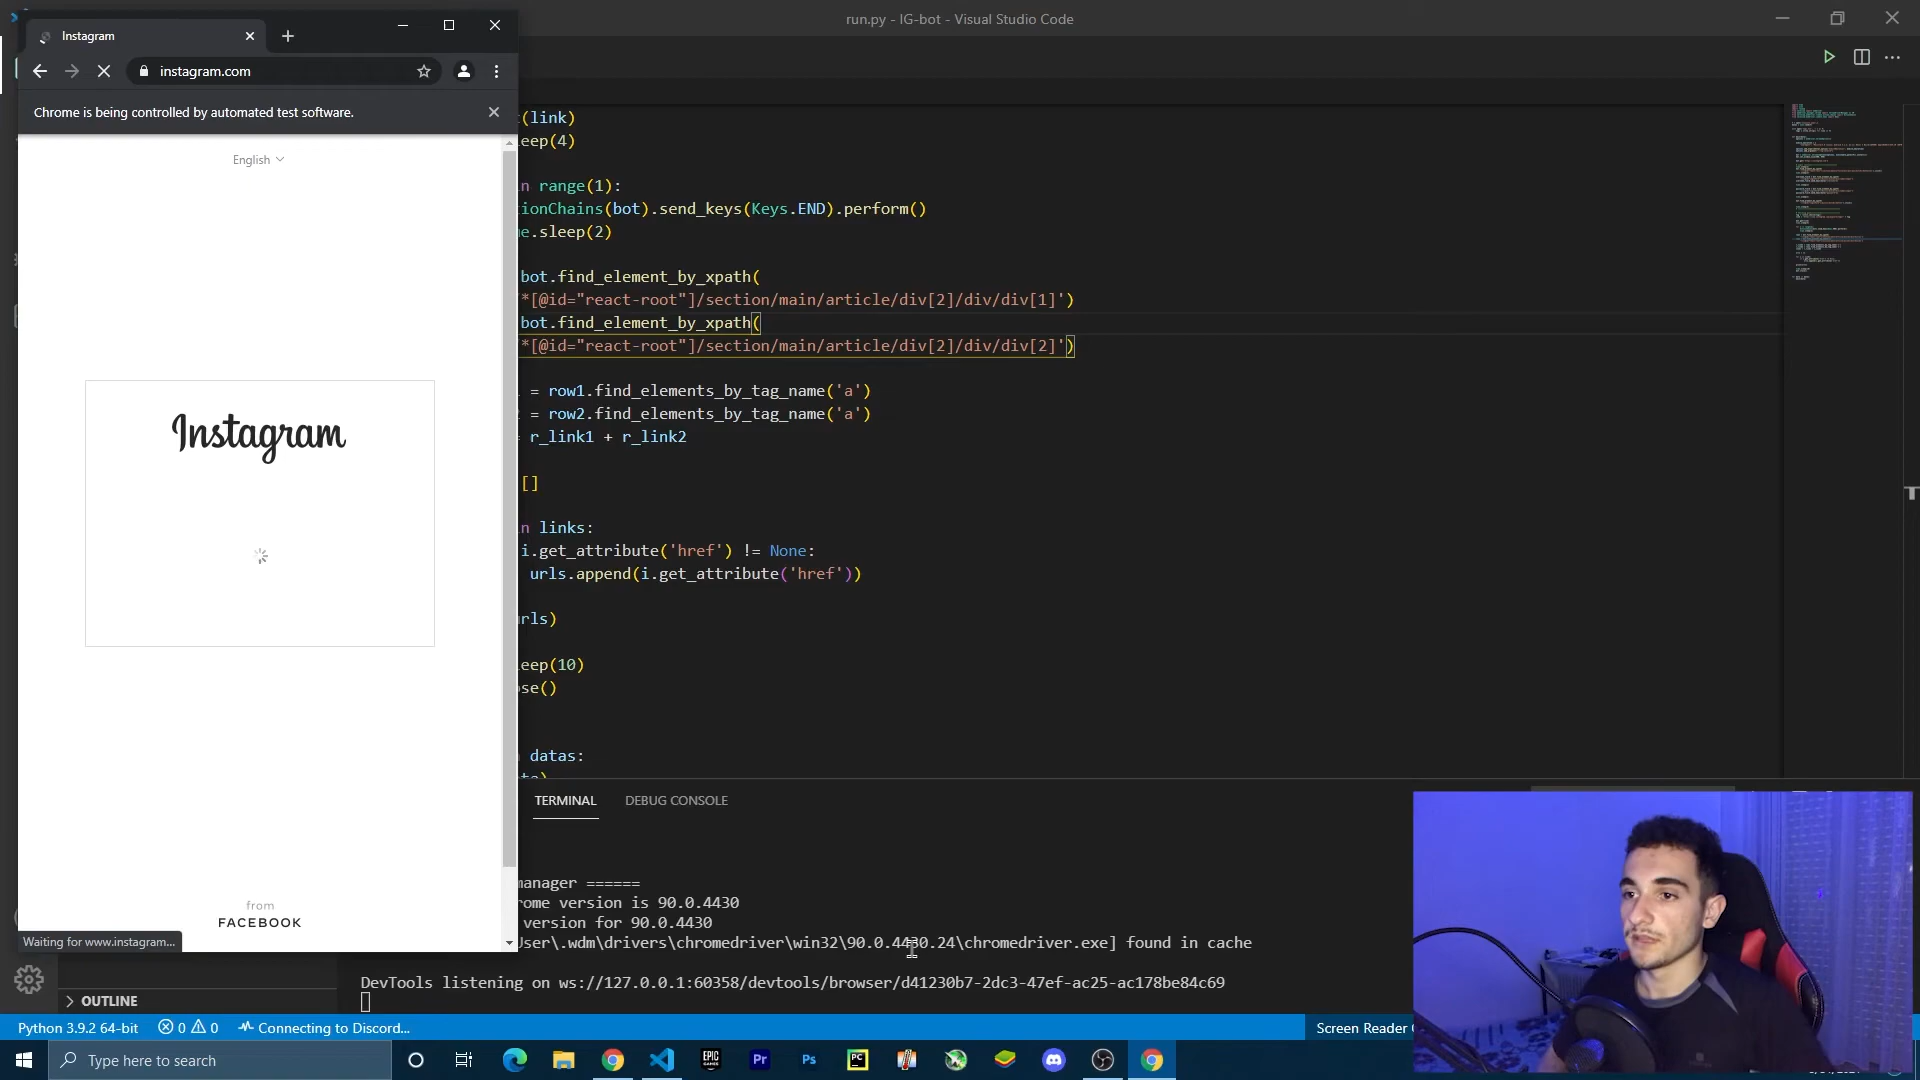 run.py - IG-bot - Visual Studio Code
Instagram
instagram.com
Chrome is being controlled by automated test software.
English
Instagram
from
FACEBOOK
Waiting for www.instagram...
(link)
eep(4)
n range(1):
ionChains(bot).send_keys(Keys.END).perform()
e.sleep(2)
bot.find_element_by_xpath(
*[@id="react-root"]/section/main/article/div[2]/div/div[1]')
bot.find_element_by_xpath(
*[@id="react-root"]/section/main/article/div[2]/div/div[2]')
= row1.find_elements_by_tag_name('a')
= row2.find_elements_by_tag_name('a')
= r_link1 + r_link2
[]
n links:
i.get_attribute('href') != None:
urls.append(i.get_attribute('href'))
rls)
eep(10)
ose()
datas:
TERMINAL DEBUG CONSOLE
manager ======
rome version is 90.0.4430
version for 90.0.4430
User\.wdm\drivers\chromedriver\win32\90.0.4430.24\chromedriver.exe] found in cache
DevTools listening on ws://127.0.0.1:60358/devtools/browser/d41230b7-2dc3-47ef-ac25-ac178be84c69
OUTLINE
Python 3.9.2 64-bit 0 0 Connecting to Discord... Screen Reader
Type here to search
EPIC GAMES
Pr
Ps
PC